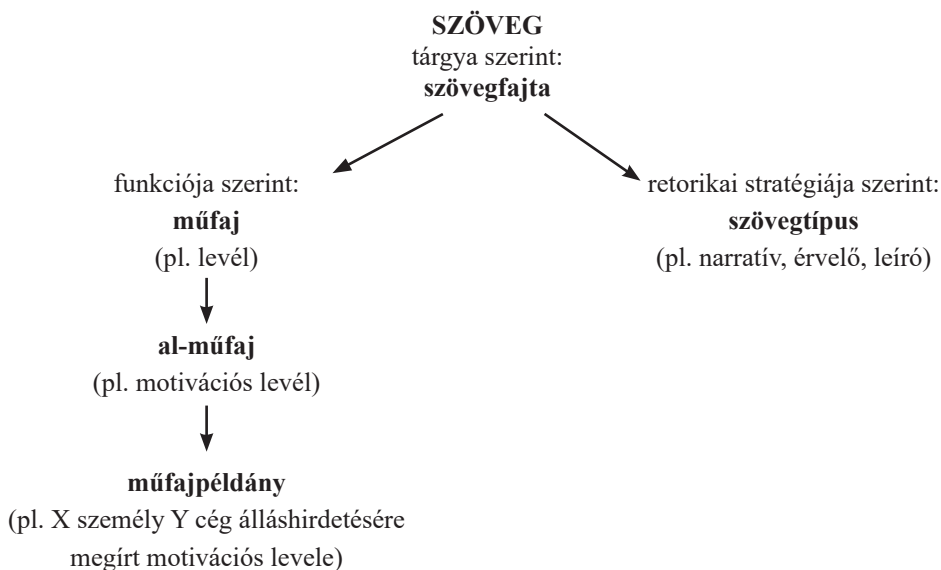 SZÖVEG
tárgya szerint:
szövegfajta
funkciója szerint:
műfaj
(pl. levél)
retorikai stratégiája szerint:
szövegtípus
(pl. narratív, érvelő, leíró)
al-műfaj
(pl. motivációs levél)
műfajpéldány
(pl. X személy Y cég álláshirdetésére
megírt motivációs levele)